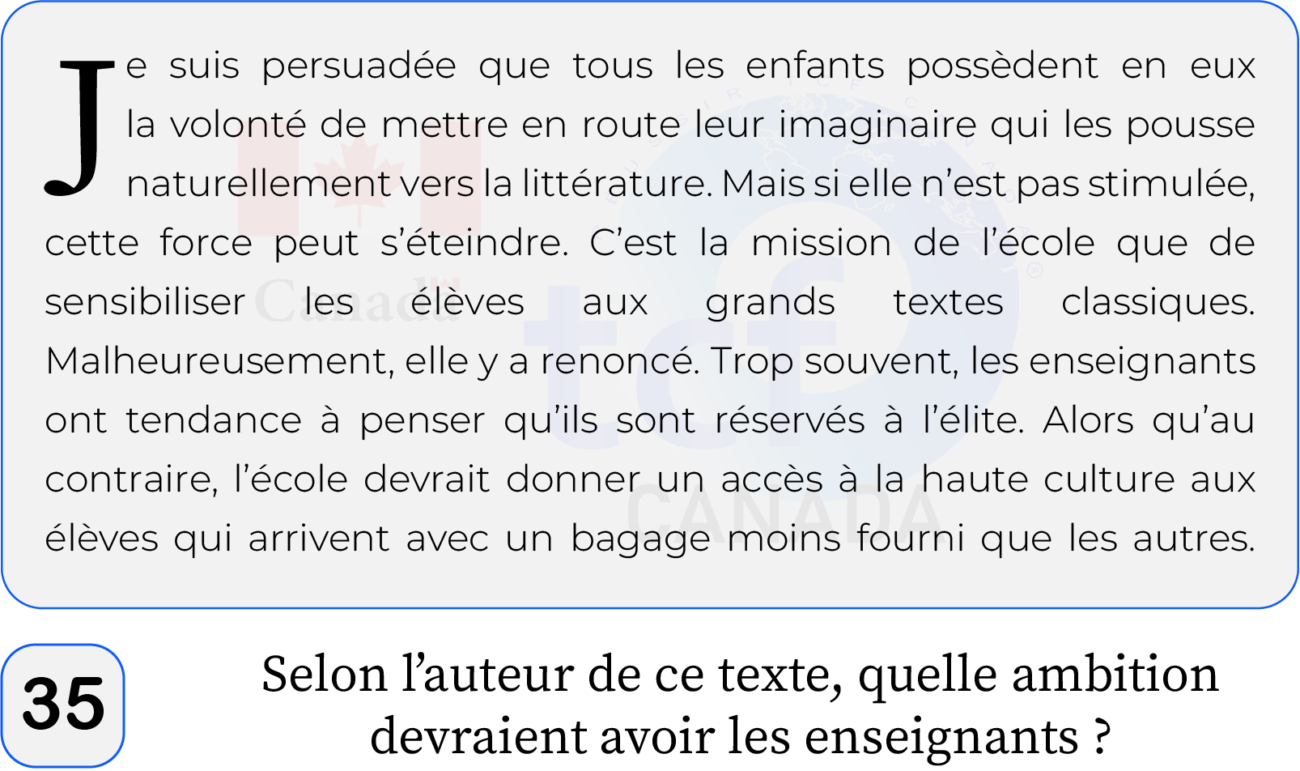 Je suis persuadée que tous les enfants possèdent en eux
la volonté de mettre en route leur imaginaire qui les pousse
naturellement vers la littérature. Mais si elle n'est pas stimulée,
cette force peut s'éteindre. C'est la mission de l'école que de
sensibiliser les élèves aux grands textes classiques.
Malheureusement, elle y a renoncé. Trop souvent, les enseignants
ont tendance à penser qu'ils sont réservés à l'élite. Alors qu'au
contraire, l'école devrait donner un accès à la haute culture aux
élèves qui arrivent avec un bagage moins fourni que les autres.
Canada
tcf
CANADA
35
Selon l'auteur de ce texte, quelle ambition
devraient avoir les enseignants ?